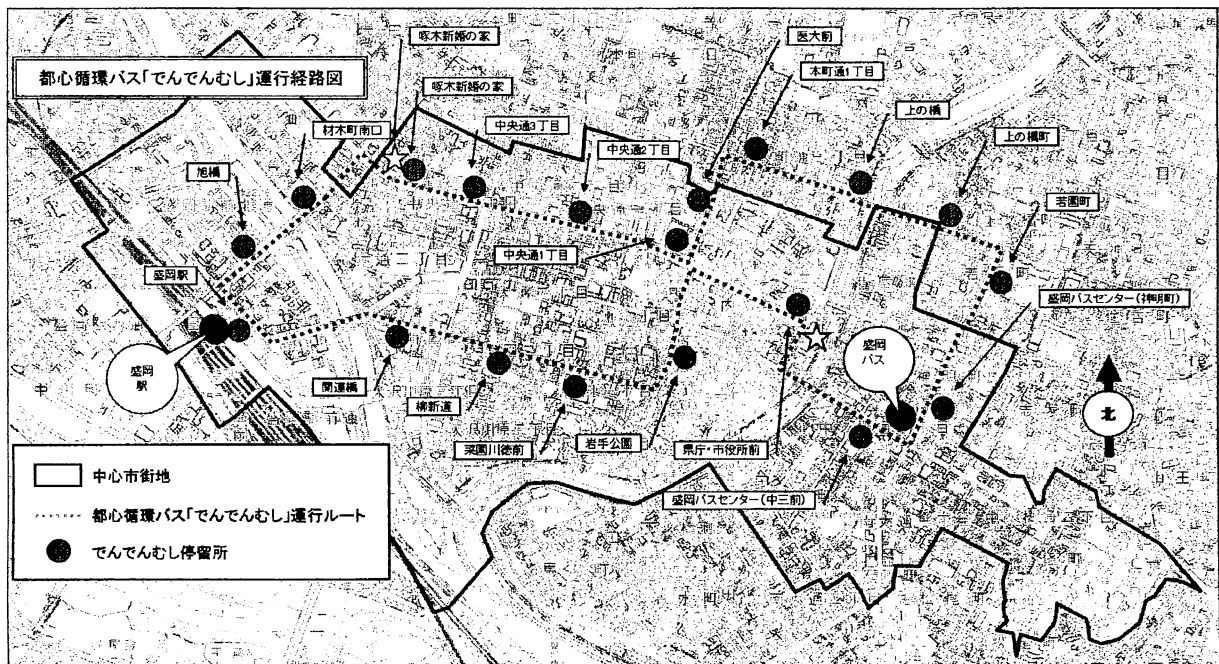 啄木新婚の家
医大前
都心循環バス「でんでんむし」運行経路図
啄木新婚の家
本町通1丁目
材木町南口
中央通3丁目
上の橋
中央通2丁目
上の橋町
旭橋
若園町
中央通1丁目
盛岡駅
盛岡バスセンター(神明町)
盛岡
バス
盛岡
駅
北
開運橋
柳新道
菜園川徳前
岩手公園
県庁・市役所前
盛岡バスセンター(中三前)
中心市街地
都心循環バス「でんでんむし」運行ルート
でんでんむし停留所